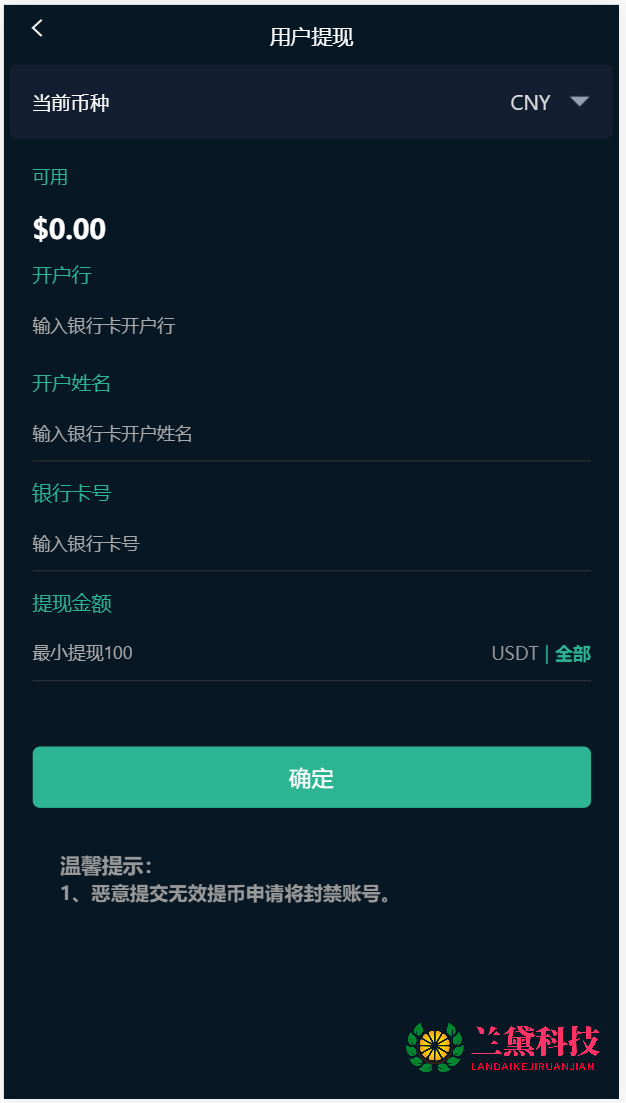 用户提现
当前币种 CNY
可用
$0.00
开户行
输入银行卡开户行
开户姓名
输入银行卡开户姓名
银行卡号
输入银行卡号
提现金额
最小提现100 USDT | 全部
确定
温馨提示：
1、恶意提交无效提币申请将封禁账号。
兰黛科技
LANDAIKEJIRUANJIAN